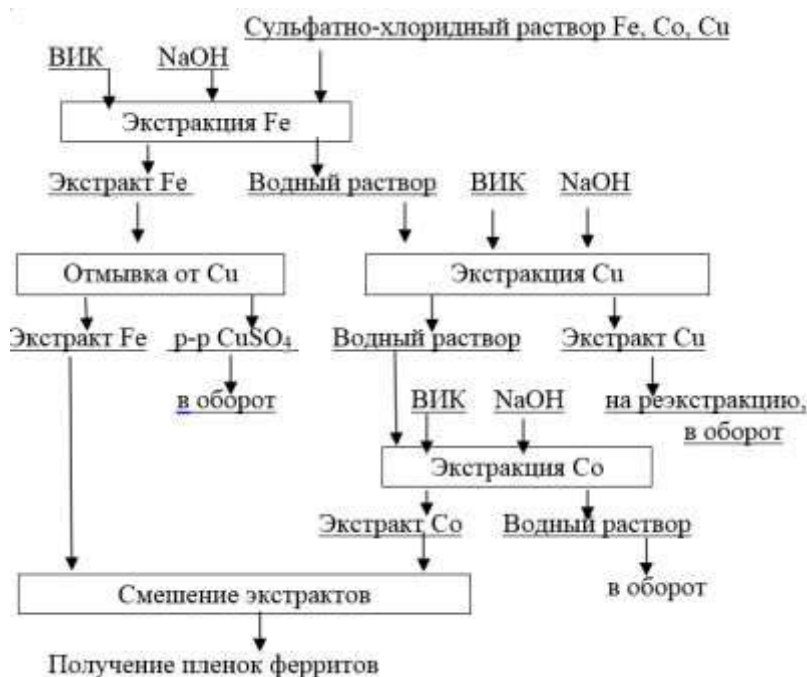 Сульфатно-хлоридный раствор Fe, Co, Cu
ВИК NaOH
Экстракция Fe
Экстракт Fe Водный раствор ВИК NaOH
Отмывка от Cu Экстракция Cu
Экстракт Fe р-р CuSO₄ Водный раствор Экстракт Cu
в оборот ВИК NaOH на реэкстракцию,
в оборот
Экстракция Co
Экстракт Co Водный раствор
в оборот
Смешение экстрактов
Получение пленок ферритов